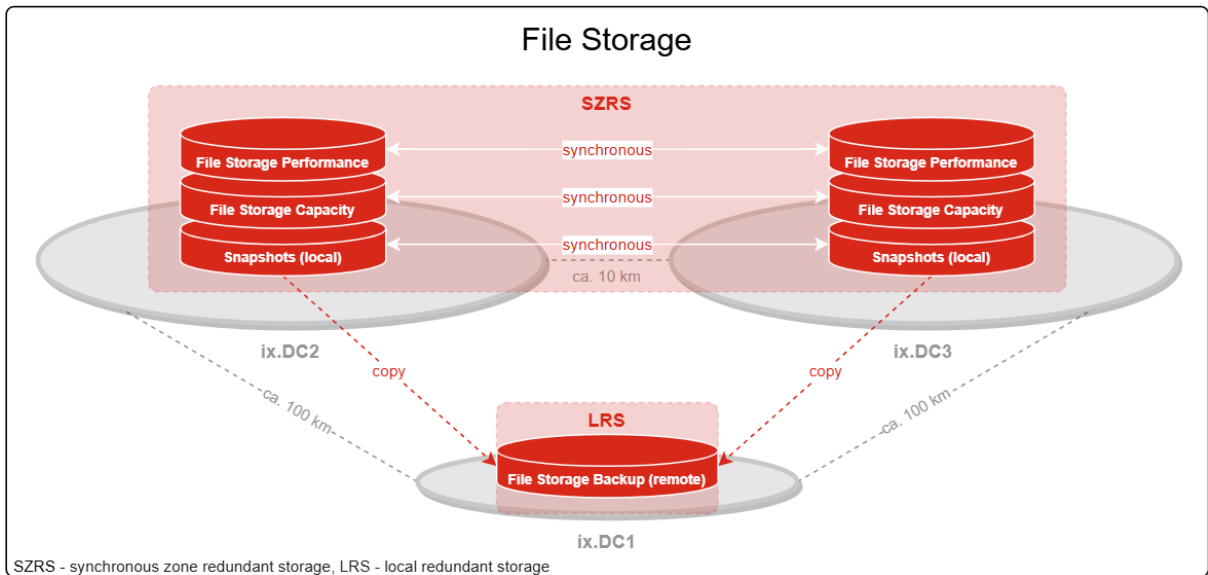 File Storage
SZRS
File Storage Performance
synchronous
File Storage Performance
File Storage Capacity
synchronous
File Storage Capacity
Snapshots (local)
synchronous
Snapshots (local)
ca. 10 km
ix.DC2
ix.DC3
copy
copy
ca. 100 km
ca. 100 km
LRS
File Storage Backup (remote)
ix.DC1
SZRS - synchronous zone redundant storage, LRS - local redundant storage